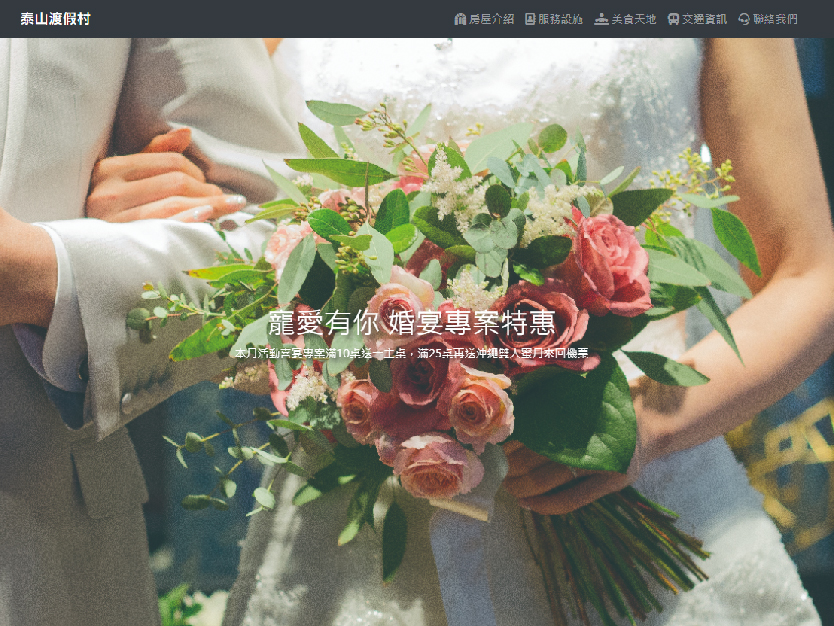 泰山渡假村
房屋介紹 服務設施 美食天地 交通資訊 聯絡我們
寵愛有你 婚宴專案特惠
本月活動喜宴專案滿10桌送一主桌，滿25桌再送沖繩雙人蜜月來回機票